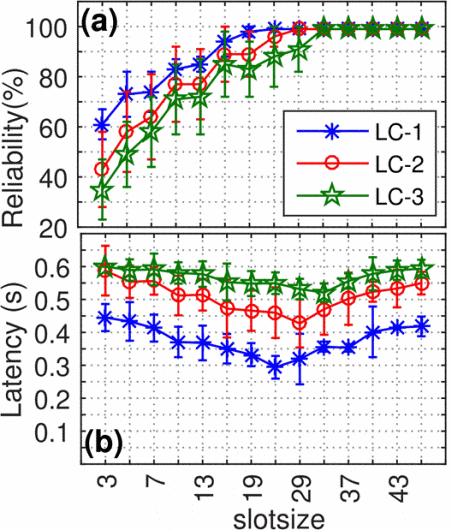 (a)
100
80
60
40
20
Reliability(%)
LC-1
LC-2
LC-3
0.6
0.5
0.4
0.3
0.2
0.1
Latency (s)
(b)
3 7 13 19 29 37 43
slotsize